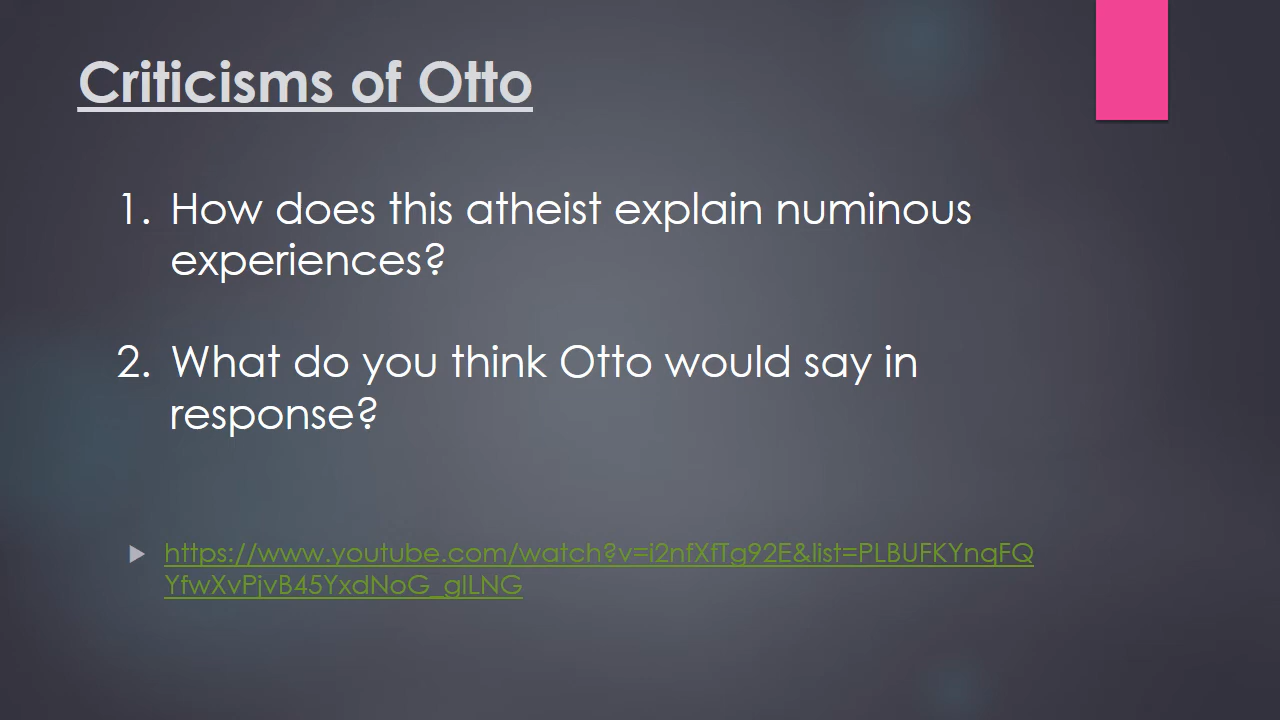 Criticisms of Otto
1. How does this atheist explain numinous
experiences?
2. What do you think Otto would say in
response?
https://www.youtube.com/watch?v=i2nfXfTg92E&list=PLBUFKYnqFQ
YfwXvPjvB45YxdNoG_gILNG